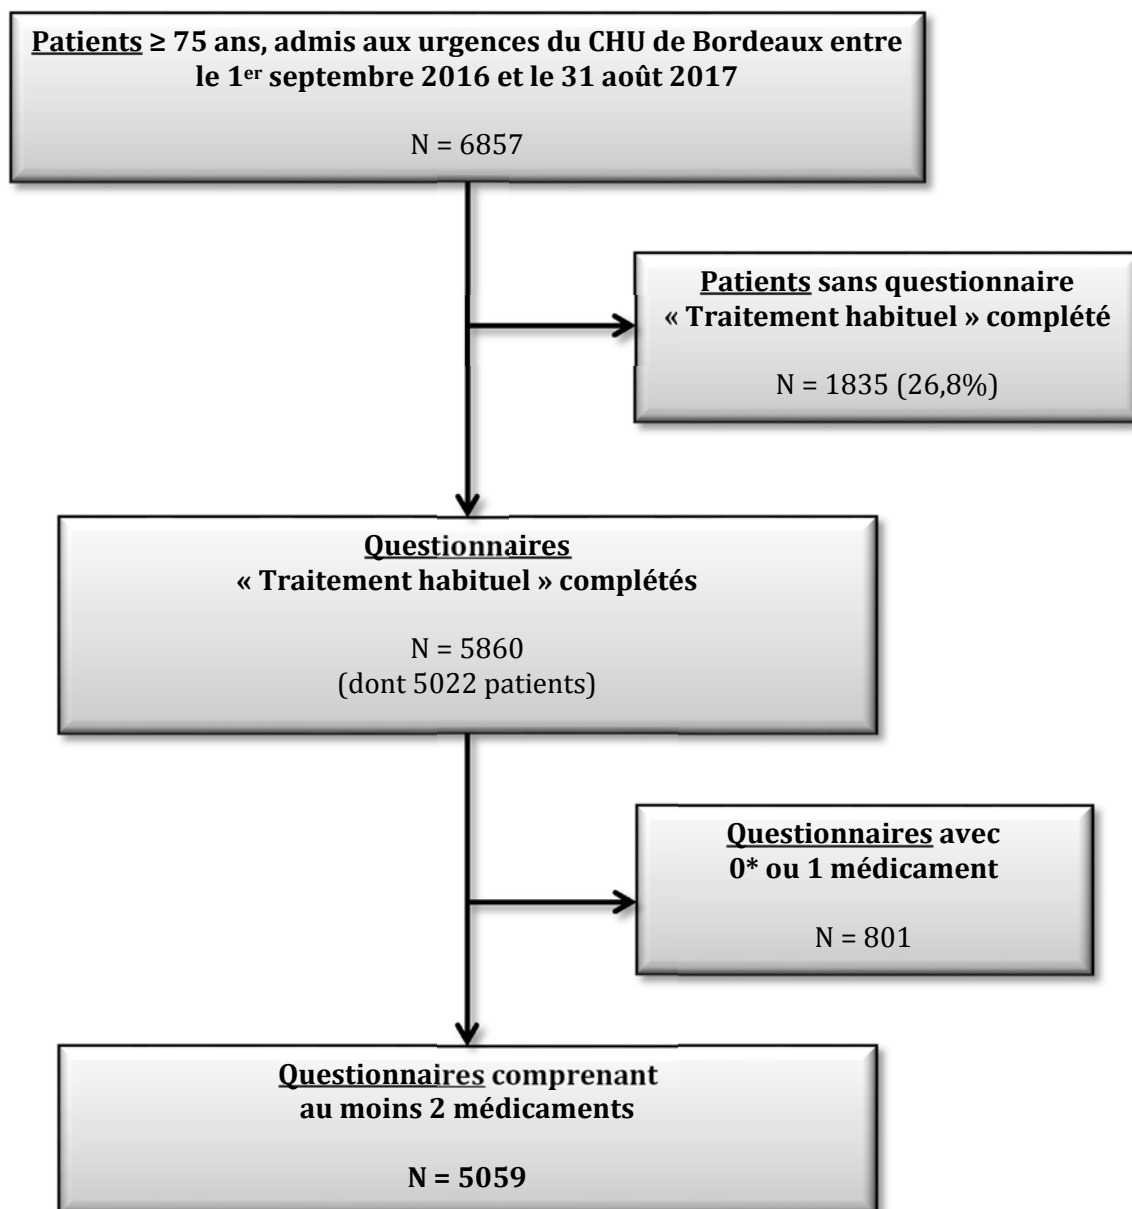 Patients ≥ 75 ans, admis aux urgences du CHU de Bordeaux entre
le 1er septembre 2016 et le 31 août 2017
N = 6857
Patients sans questionnaire
« Traitement habituel » complété
N = 1835 (26,8%)
Questionnaires
« Traitement habituel » complétés
N = 5860
(dont 5022 patients)
Questionnaires avec
0* ou 1 médicament
N = 801
Questionnaires comprenant
au moins 2 médicaments
N = 5059